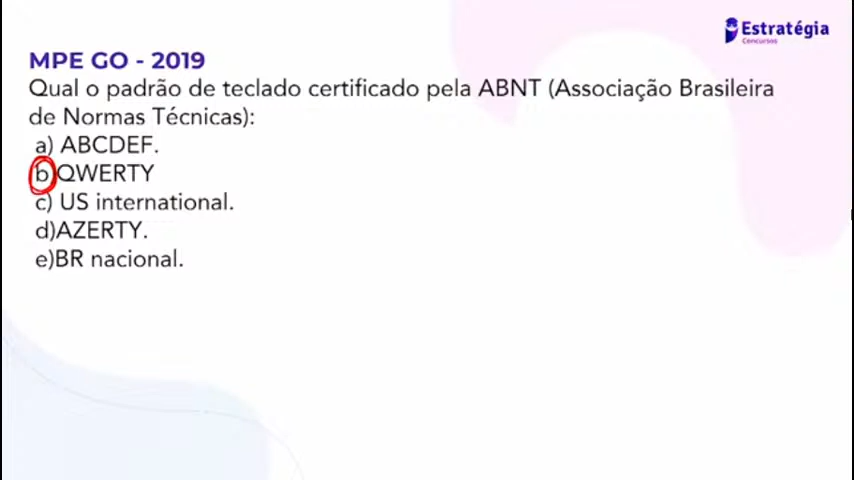 Estratégia
Concursos
MPE GO - 2019
Qual o padrão de teclado certificado pela ABNT (Associação Brasileira
de Normas Técnicas):
a) ABCDEF.
b)QWERTY
c) US international.
d)AZERTY.
e)BR nacional.